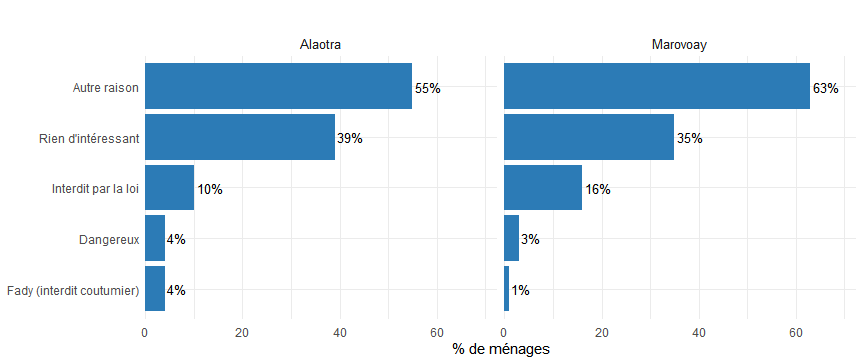 Alaotra Marovoay
Autre raison 55% 63%
Rien d'intéressant 39% 35%
Interdit par la loi 10% 16%
Dangereux 4% 3%
Fady (interdit coutumier) 4% 1%
0 20 40 60 0 20 40 60
% de ménages